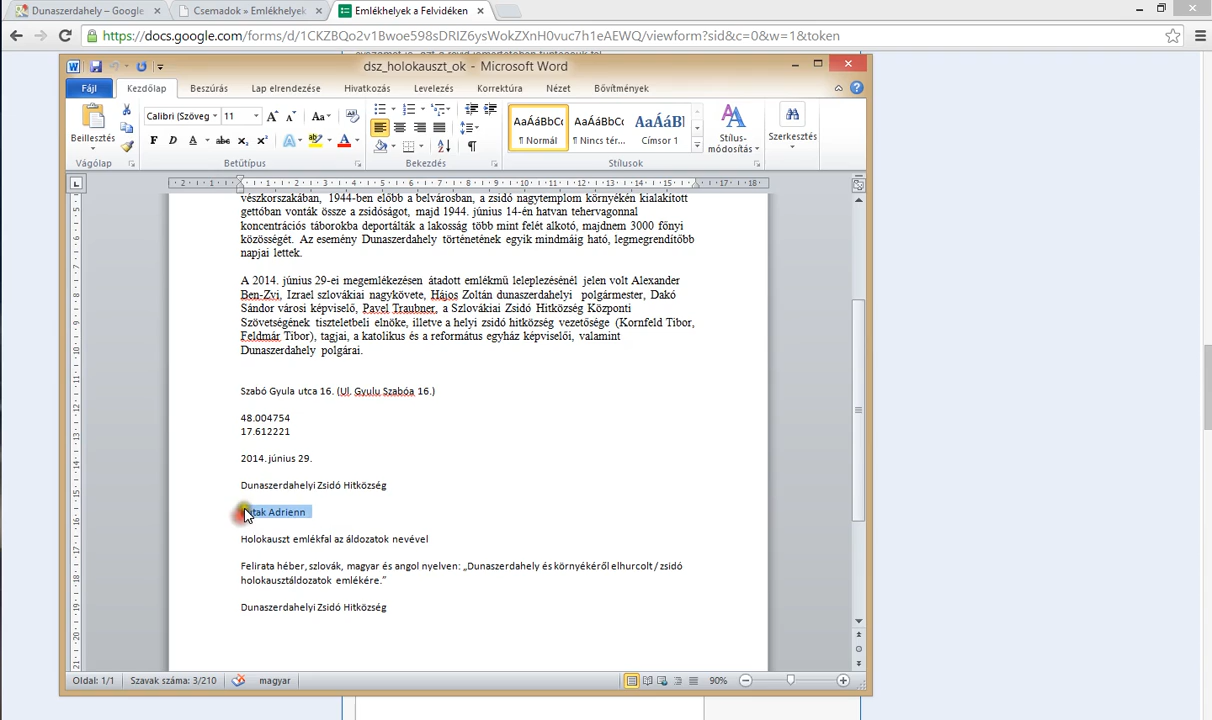 Dunaszerdahely – Google
Csemadok » Emlékhelyek
Emlékhelyek a Felvidéken
https://docs.google.com/forms/d/1CKZBQo2v1Bwoe598sDRIZ6ysWokZXnH0vuc7h1eAEWQ/viewform?sid&c=0&w=1&token
dsz_holokauszt_ok - Microsoft Word
Fájl Kezdőlap Beszúrás Lap elrendezése Hivatkozás Levelezés Korrektúra Nézet Bővítmények
Calibri (Szöveg 11
Beillesztés
AaÁáBbCc AaÁáBbCc AaÁáBl
¶ Normál ¶ Nincs tér... Címsor 1
Stílus-
módosítás
Szerkesztés
Vágólap Betűtípus Bekezdés Stílusok
vészkorszakában, 1944-ben előbb a belvárosban, a zsidó nagytemplom környékén kialakított
gettóban vonták össze a zsidóságot, majd 1944. június 14-én hatvan tehervagonnal
koncentrációs táborokba deportálták a lakosság több mint felét alkotó, majdnem 3000 főnyi
közösségét. Az esemény Dunaszerdahely történetének egyik mindmáig ható, legmegrendítőbb
napjai lettek.
A 2014. június 29-ei megemlékezésen átadott emlékmű leleplezésénél jelen volt Alexander
Ben-Zvi, Izrael szlovákiai nagykövete, Hájos Zoltán dunaszerdahelyi polgármester, Dakó
Sándor városi képviselő, Pavel Traubner, a Szlovákiai Zsidó Hitközség Központi
Szövetségének tiszteletbeli elnöke, illetve a helyi zsidó hitközség vezetősége (Kornfeld Tibor,
Feldmár Tibor), tagjai, a katolikus és a református egyház képviselői, valamint
Dunaszerdahely polgárai.
Szabó Gyula utca 16. (Ul. Gyulu Szabóa 16.)
48.004754
17.612221
2014. június 29.
Dunaszerdahelyi Zsidó Hitközség
Adrienn
Holokauszt emlékfal az áldozatok nevével
Felirata héber, szlovák, magyar és angol nyelven: „Dunaszerdahely és környékéről elhurcolt / zsidó
holokausztáldozatok emlékére.”
Dunaszerdahelyi Zsidó Hitközség
Oldal: 1/1 Szavak száma: 3/210 magyar 90%